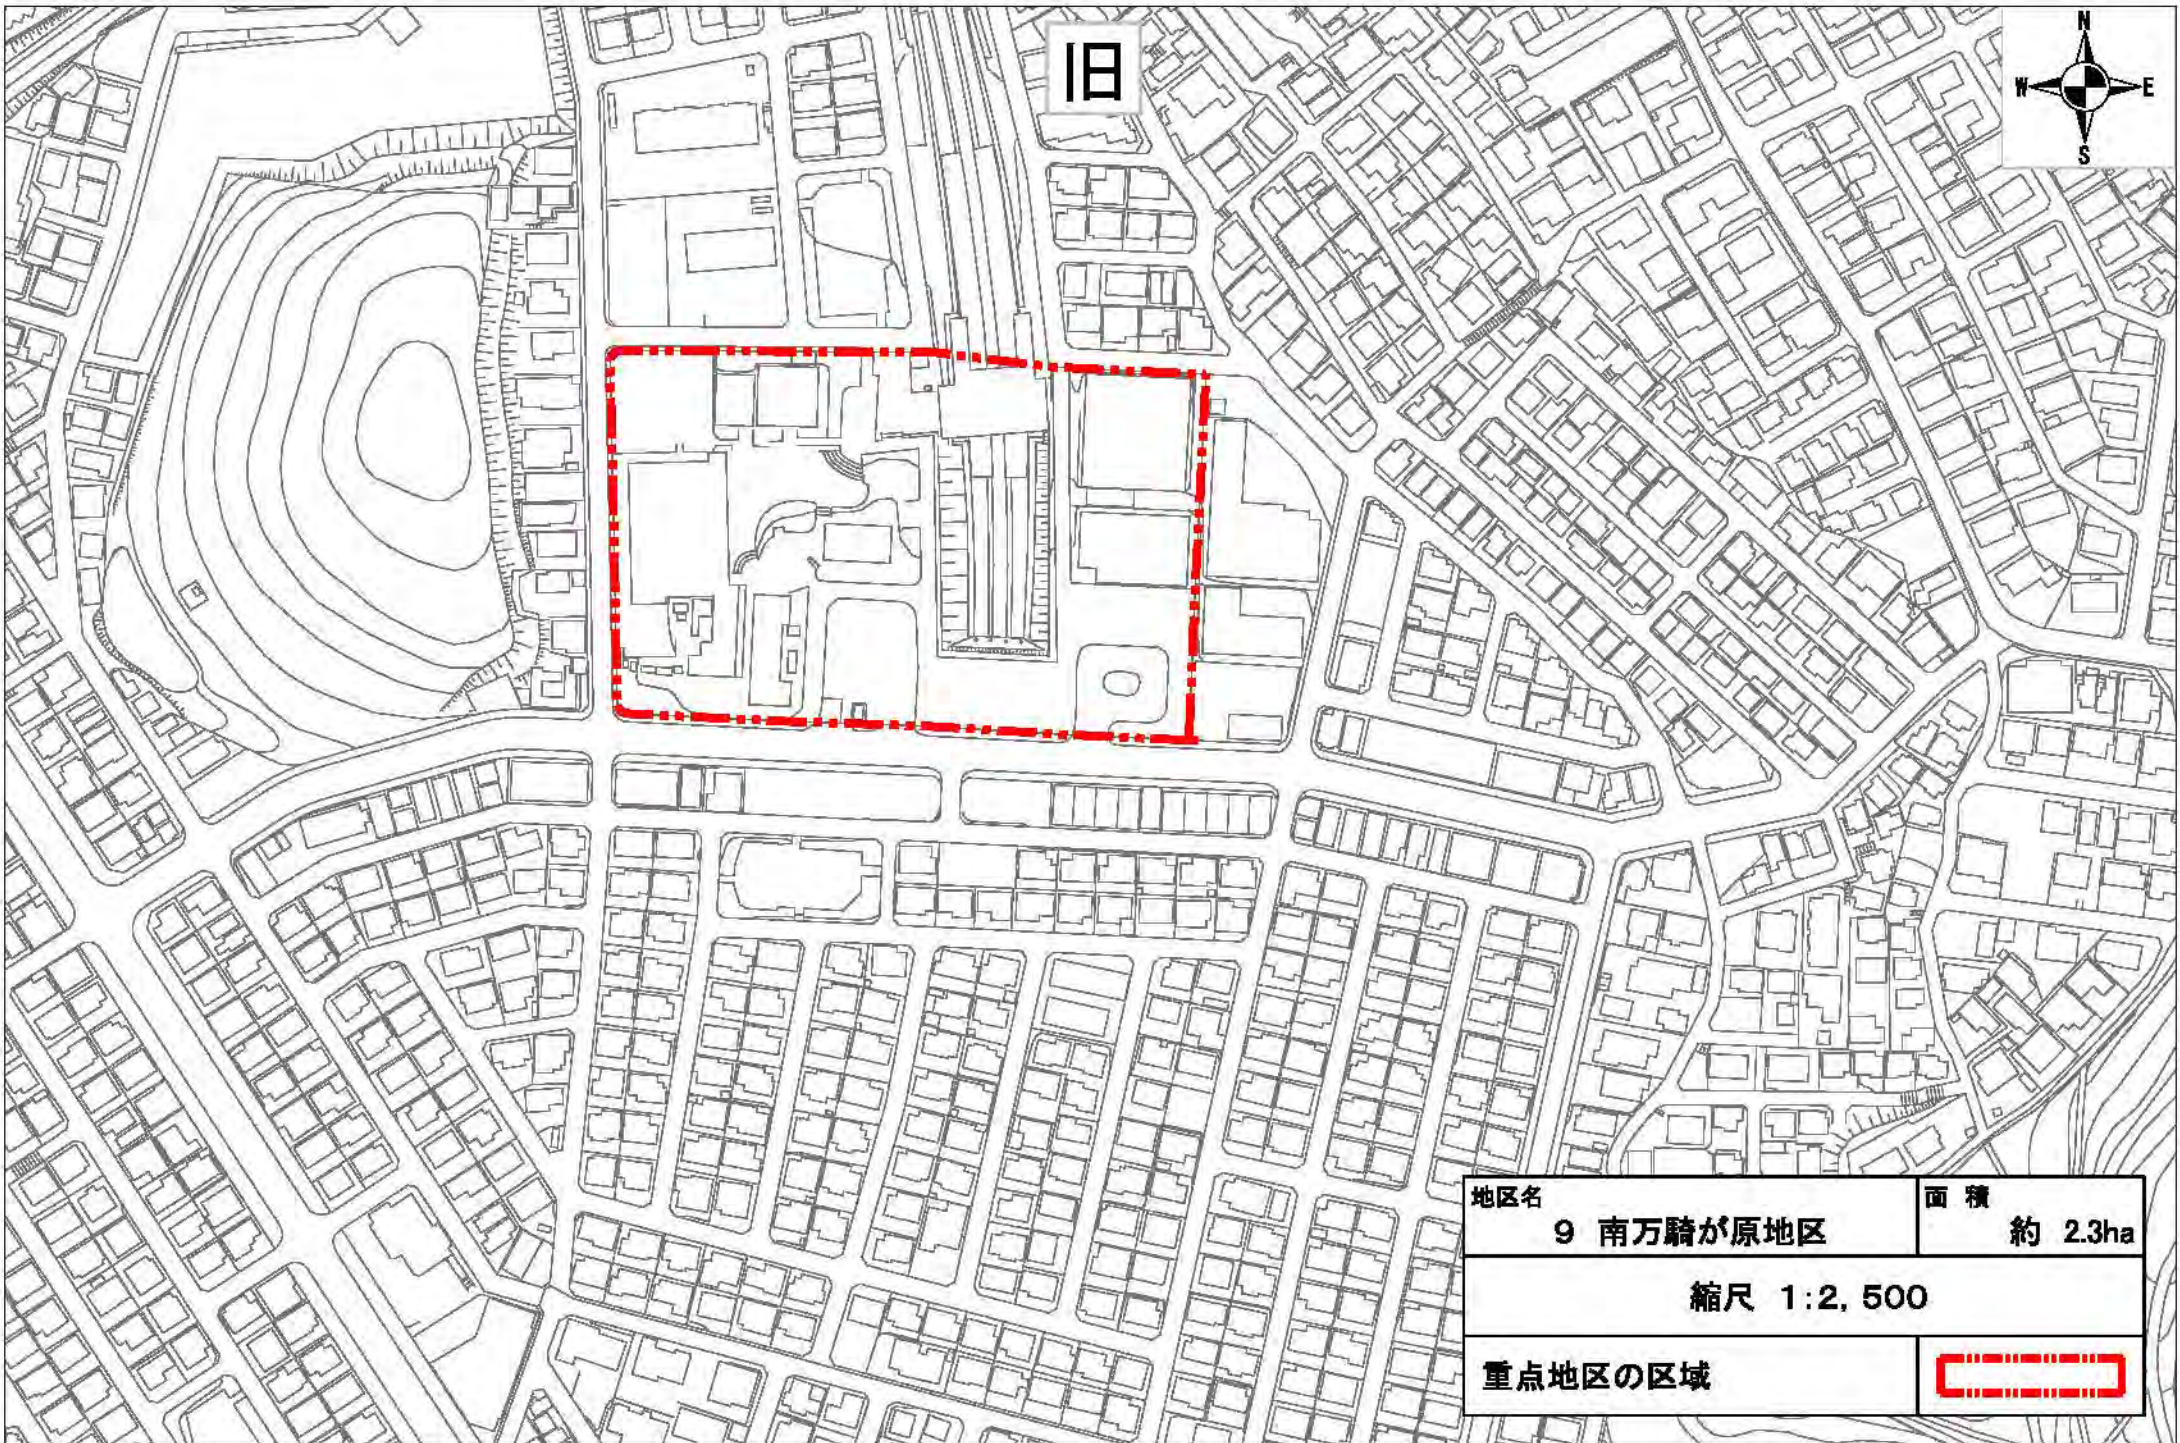 旧
N
W
E
S
地区名
9 南万騎が原地区
面 積
約 2.3ha
縮尺 1:2,500
重点地区の区域